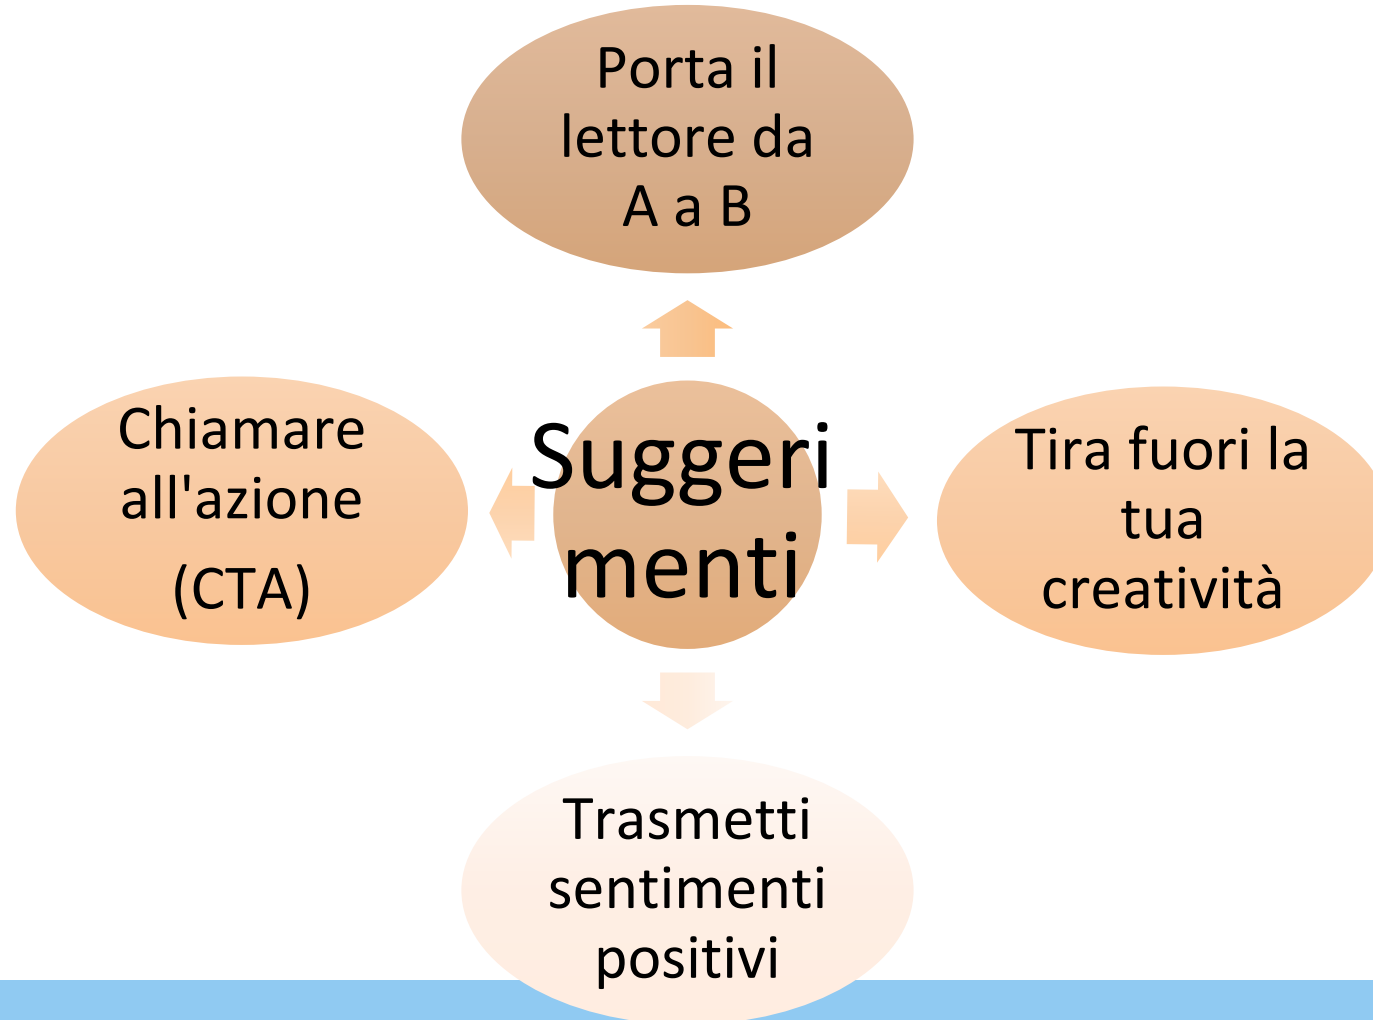 Porta il
lettore da
A a B
Chiamare
all'azione
(CTA)
Suggeri
menti
Tira fuori la
tua
creatività
Trasmetti
sentimenti
positivi